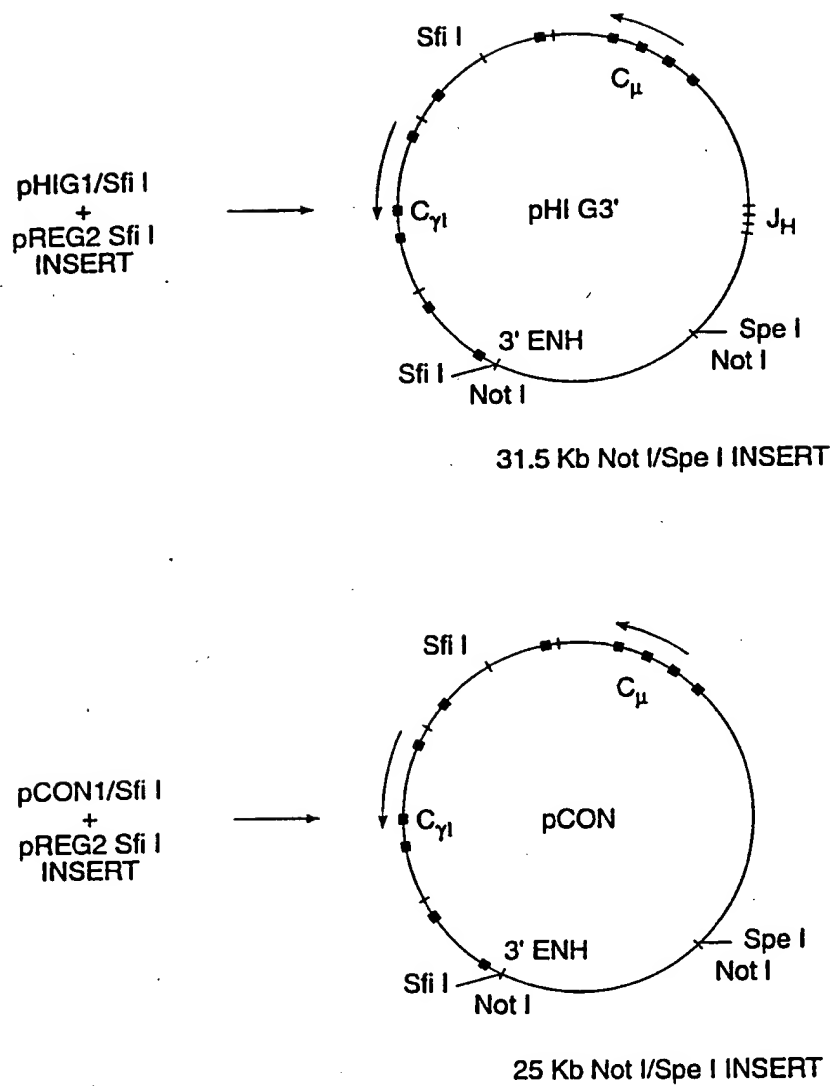 pHIG1/Sfi I
+
pREG2 Sfi I
INSERT
Sfi I
Cμ
CγI
pHI G3'
JH
3' ENH
Spe I
Not I
Sfi I
Not I
31.5 Kb Not I/Spe I INSERT
pCON1/Sfi I
+
pREG2 Sfi I
INSERT
Sfi I
Cμ
CγI
pCON
3' ENH
Spe I
Not I
Sfi I
Not I
25 Kb Not I/Spe I INSERT